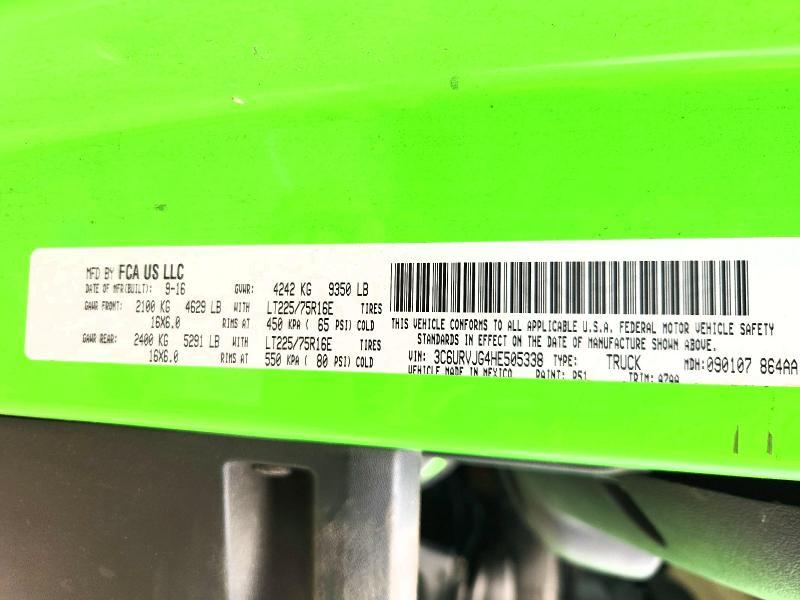 MFD BY FCA US LLC
DATE OF MFR(BUILT): 9-16 GVWR: 4242 KG 9350 LB
GAWR FRONT: 2100 KG 4629 LB WITH LT225/75R16E TIRES
16X6.0 RIMS AT 450 KPA ( 65 PSI) COLD
GAWR REAR: 2400 KG 5291 LB WITH LT225/75R16E TIRES
16X6.0 RIMS AT 550 KPA ( 80 PSI) COLD
THIS VEHICLE CONFORMS TO ALL APPLICABLE U.S.A. FEDERAL MOTOR VEHICLE SAFETY
STANDARDS IN EFFECT ON THE DATE OF MANUFACTURE SHOWN ABOVE.
VIN: 3C6URVJG4HE505338 TYPE: TRUCK MDH: 090107 864AA
VEHICLE MADE IN MEXICO PAINT: P51 TRIM: A7AA